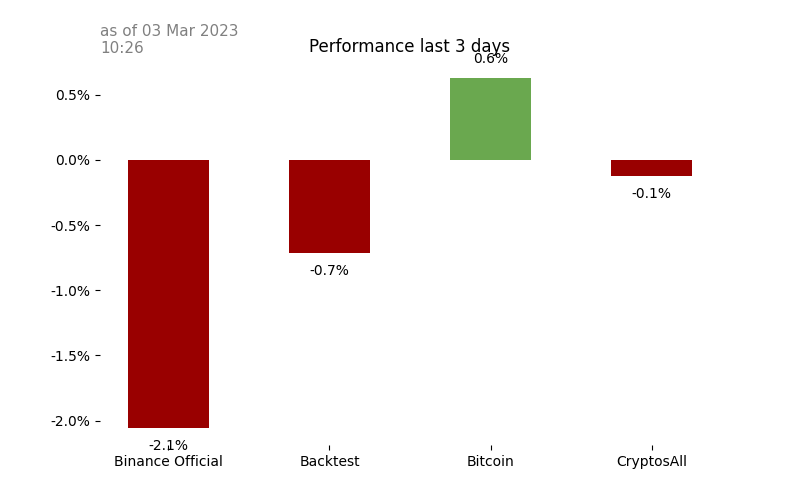 as of 03 Mar 2023
10:26
Performance last 3 days
0.6%
0.5%
0.0%
-0.1%
-0.5%
-0.7%
-1.0%
-1.5%
-2.0%
-2.1%
Binance Official
Backtest
Bitcoin
CryptosAll